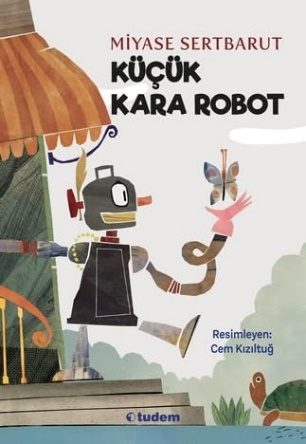 MİYASE SERTBARUT
KÜÇÜK
KARA ROBOT
Resimleyen:
Cem Kızıltuğ
tudem